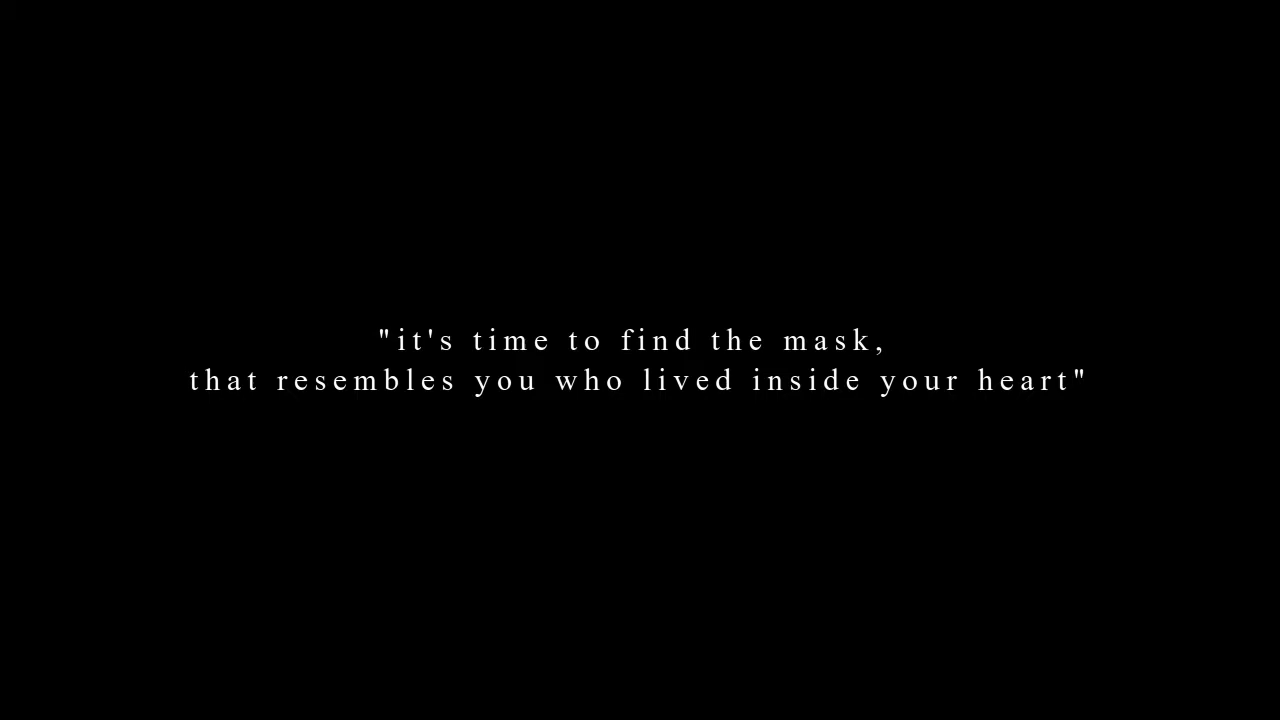 "it's time to find the mask,
that resembles you who lived inside your heart"